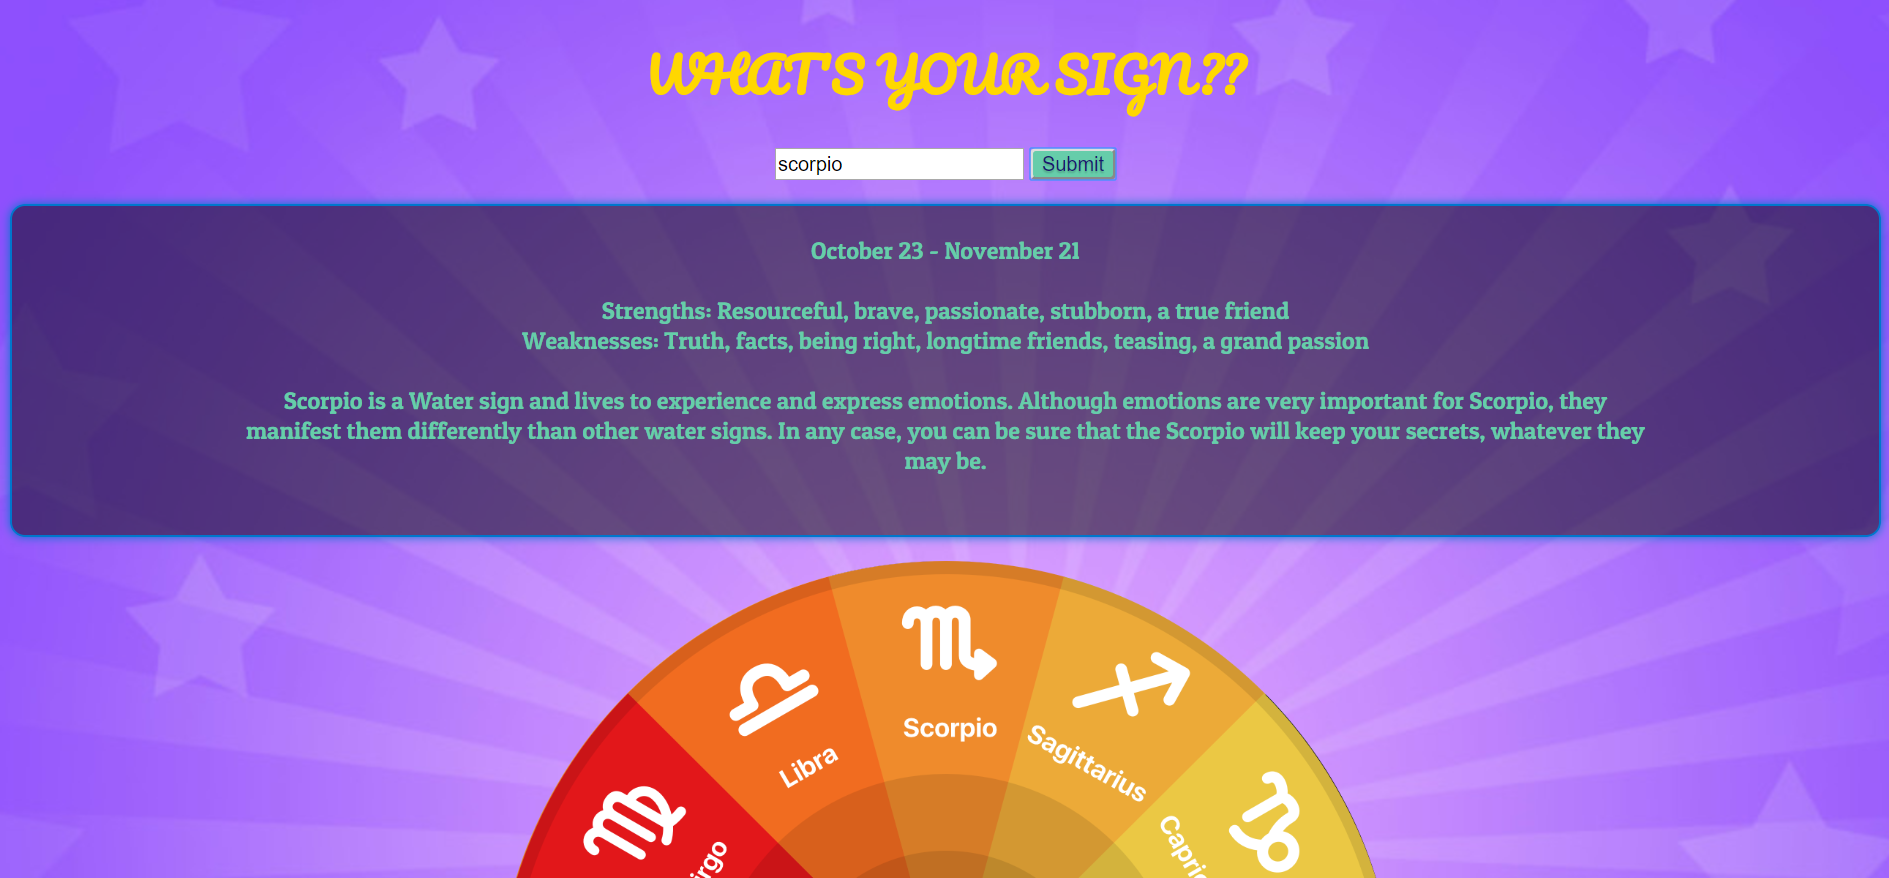 WHAT'S YOUR SIGN??
scorpio Submit
October 23 - November 21
Strengths: Resourceful, brave, passionate, stubborn, a true friend
Weaknesses: Truth, facts, being right, longtime friends, teasing, a grand passion
Scorpio is a Water sign and lives to experience and express emotions. Although emotions are very important for Scorpio, they
manifest them differently than other water signs. In any case, you can be sure that the Scorpio will keep your secrets, whatever they
may be.
Scorpio
Libra
Sagittarius
irgo
Capric